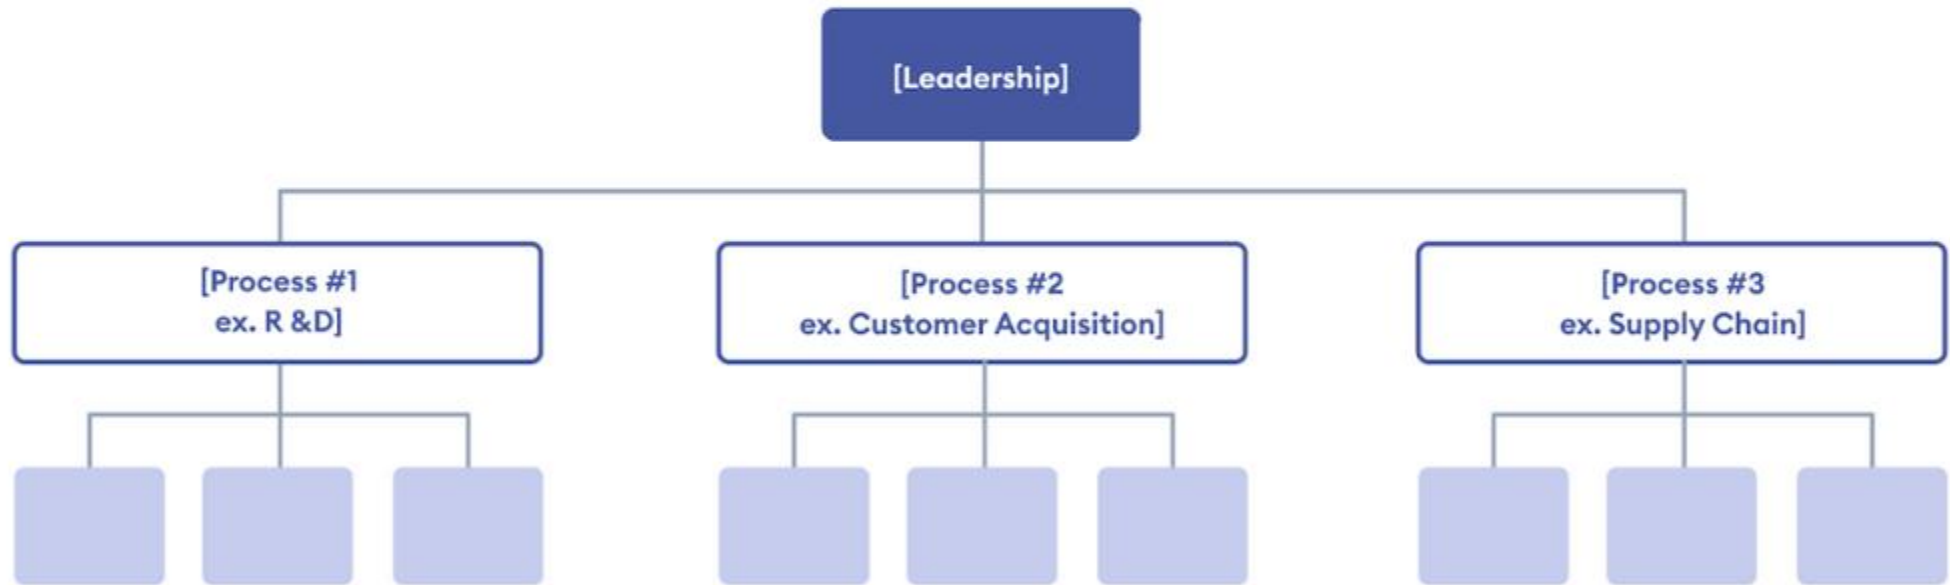 [Leadership]
[Process #1
ex. R &D]
[Process #2
ex. Customer Acquisition]
[Process #3
ex. Supply Chain]